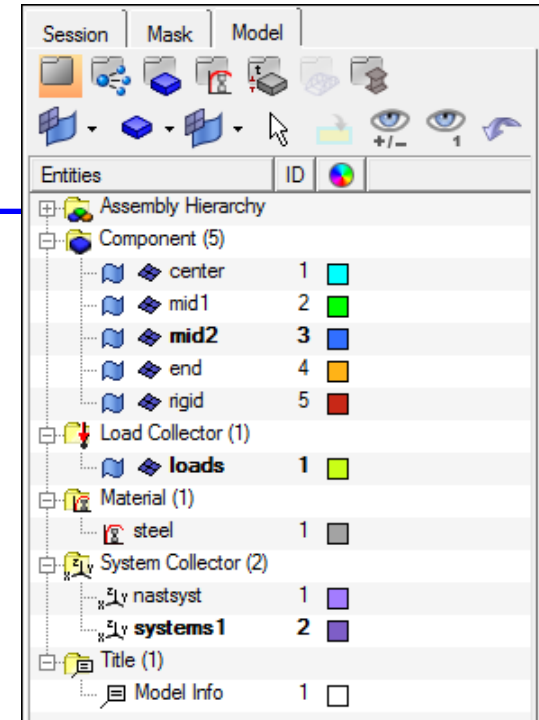 Session Mask Model
+/− 1
Entities ID
Assembly Hierarchy
Component (5)
center 1
mid1 2
mid2 3
end 4
rigid 5
Load Collector (1)
loads 1
Material (1)
steel 1
System Collector (2)
nastsyst 1
systems1 2
Title (1)
Model Info 1